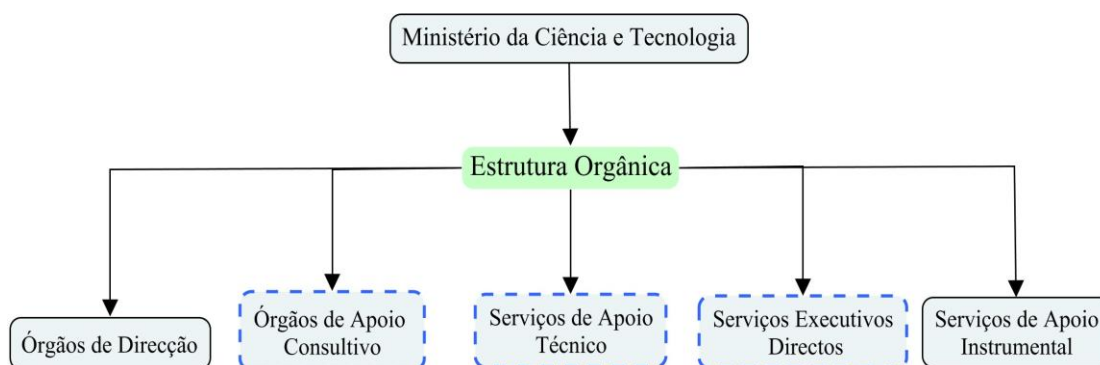 Ministério da Ciência e Tecnologia
Estrutura Orgânica
Órgãos de Direcção
Órgãos de Apoio
Consultivo
Serviços de Apoio
Técnico
Serviços Executivos
Directos
Serviços de Apoio
Instrumental